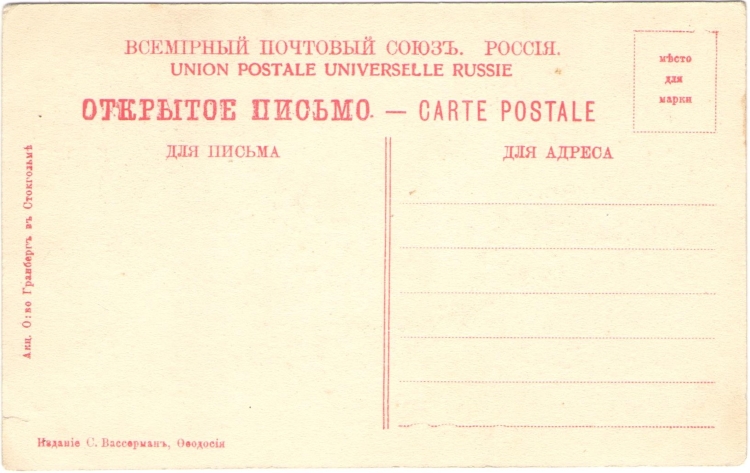 ВСЕМІРНЫЙ ПОЧТОВЫЙ СОЮЗЪ. РОССІЯ.
UNION POSTALE UNIVERSELLE RUSSIE
ОТКРЫТОЕ ПИСЬМО. — CARTE POSTALE
мѣсто
для
марки
ДЛЯ ПИСЬМА
ДЛЯ АДРЕСА
Акц. О:во Гранбергъ въ Стокгольмѣ
Изданіе С. Вассерманъ, Ѳеодосія